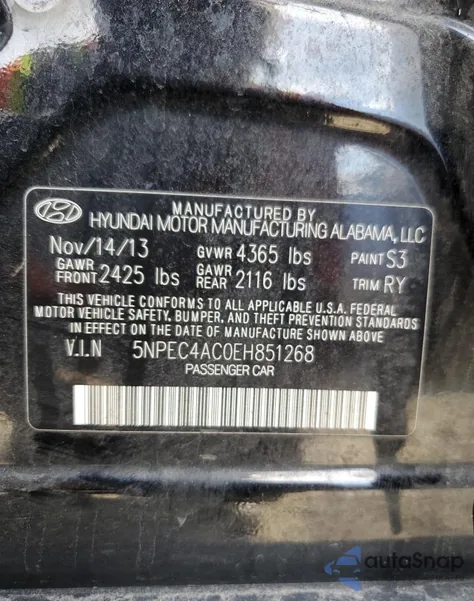 MANUFACTURED BY
HYUNDAI MOTOR MANUFACTURING ALABAMA, LLC
Nov/14/13 GVWR 4365 lbs PAINT S3
GAWR FRONT 2425 lbs GAWR REAR 2116 lbs TRIM RY
THIS VEHICLE CONFORMS TO ALL APPLICABLE U.S.A. FEDERAL
MOTOR VEHICLE SAFETY, BUMPER, AND THEFT PREVENTION STANDARDS
IN EFFECT ON THE DATE OF MANUFACTURE SHOWN ABOVE
V.I.N 5NPEC4AC0EH851268
PASSENGER CAR
autoSnap